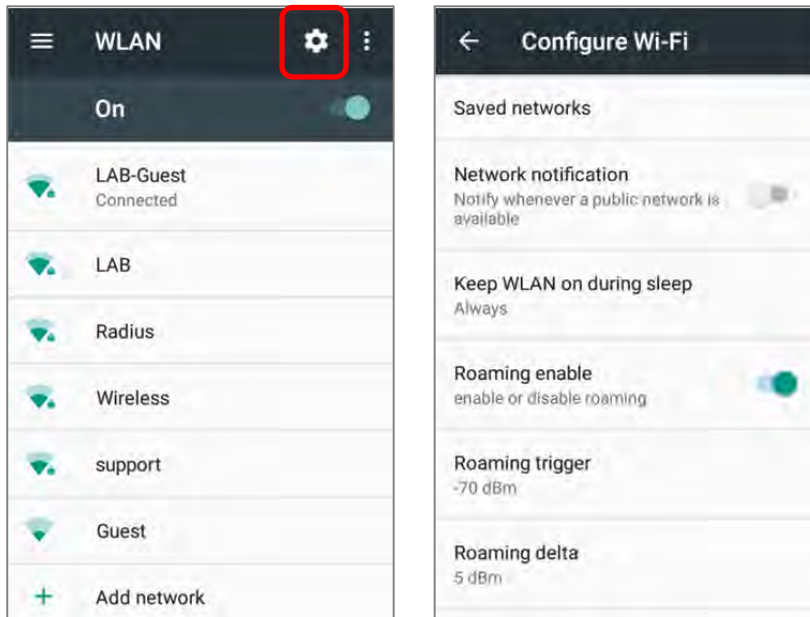 WLAN
On
LAB-Guest
Connected
LAB
Radius
Wireless
support
Guest
Add network
Configure Wi-Fi
Saved networks
Network notification
Notify whenever a public network is
available
Keep WLAN on during sleep
Always
Roaming enable
enable or disable roaming
Roaming trigger
-70 dBm
Roaming delta
5 dBm